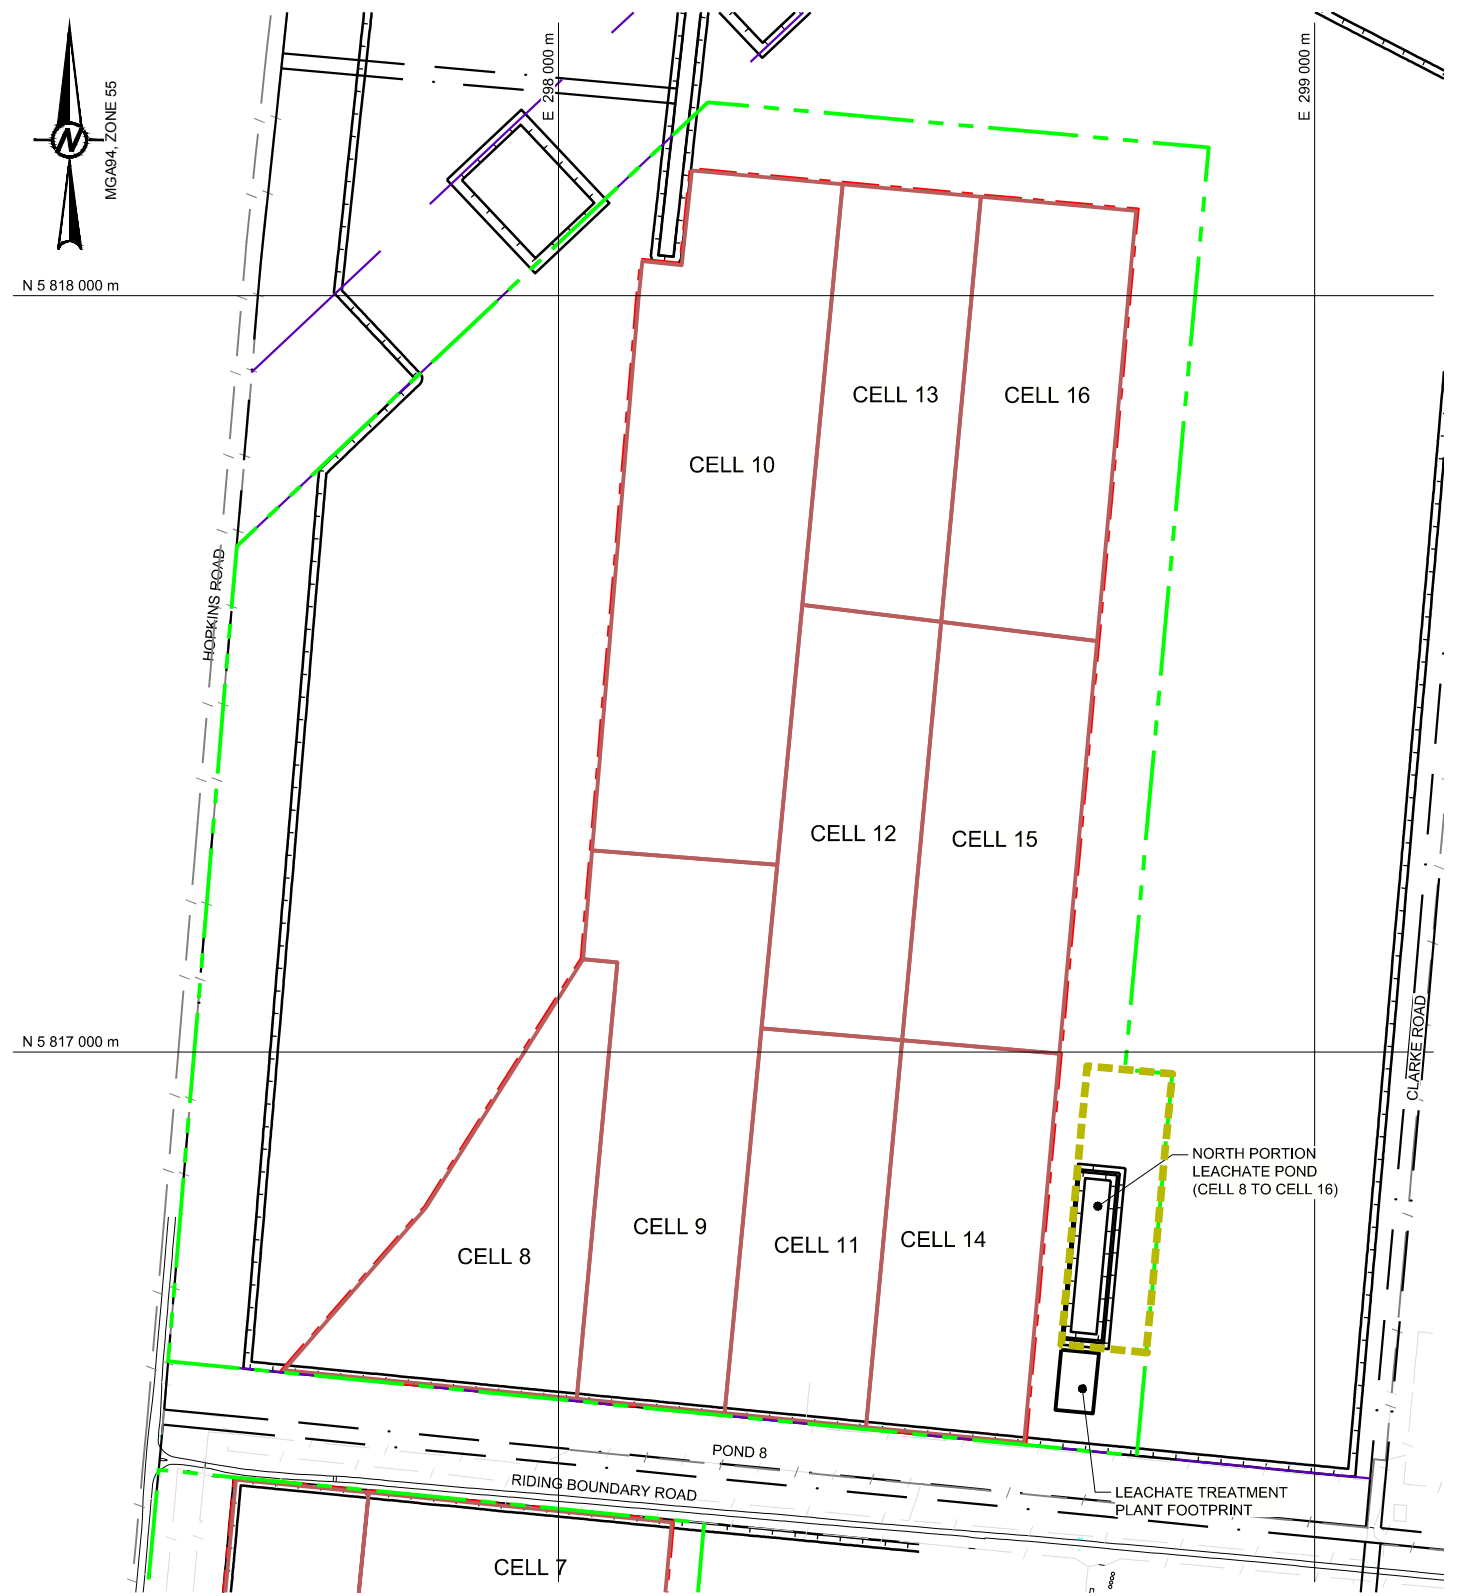 E 298 000 m
E 299 000 m
N
MGA94, ZONE 55
N 5 818 000 m
CELL 13
CELL 16
CELL 10
HOPKINS ROAD
CELL 12
CELL 15
N 5 817 000 m
CLARKE ROAD
NORTH PORTION
LEACHATE POND
(CELL 8 TO CELL 16)
CELL 9
CELL 11
CELL 14
CELL 8
POND 8
RIDING BOUNDARY ROAD
LEACHATE TREATMENT
PLANT FOOTPRINT
CELL 7